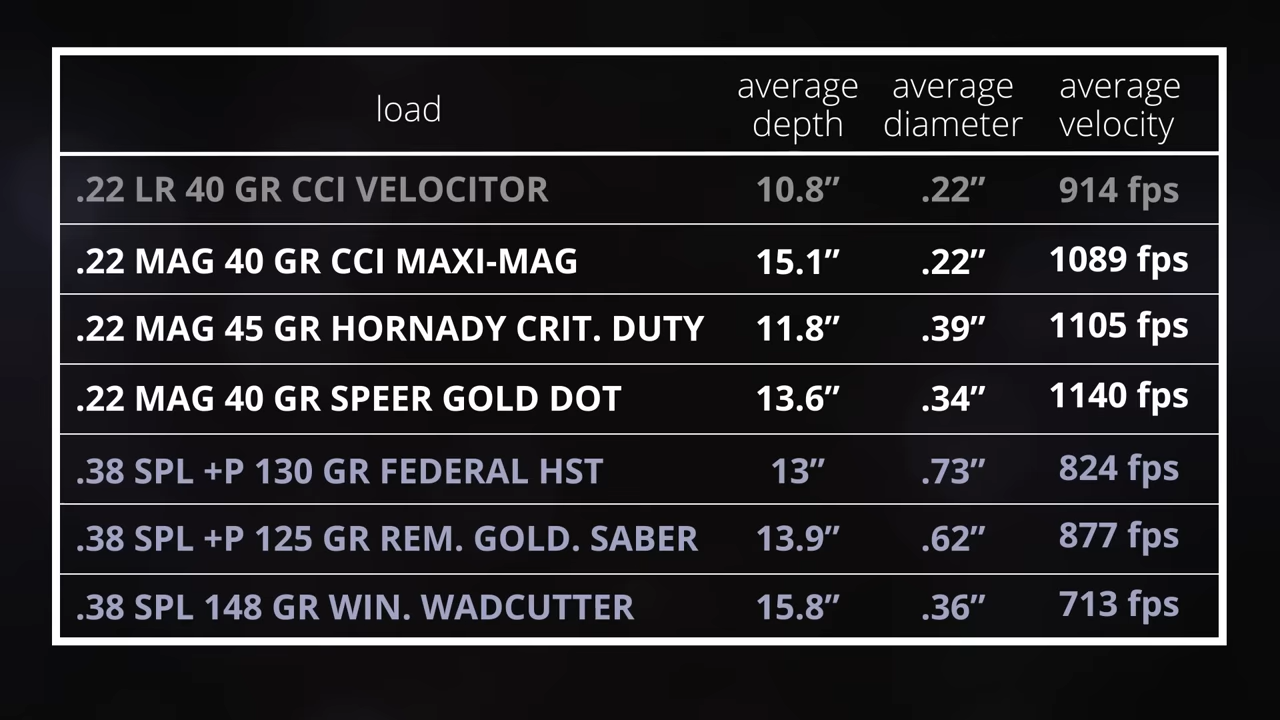 load average depth average diameter average velocity
.22 LR 40 GR CCI VELOCITOR 10.8” .22” 914 fps
.22 MAG 40 GR CCI MAXI-MAG 15.1” .22” 1089 fps
.22 MAG 45 GR HORNADY CRIT. DUTY 11.8” .39” 1105 fps
.22 MAG 40 GR SPEER GOLD DOT 13.6” .34” 1140 fps
.38 SPL +P 130 GR FEDERAL HST 13” .73” 824 fps
.38 SPL +P 125 GR REM. GOLD. SABER 13.9” .62” 877 fps
.38 SPL 148 GR WIN. WADCUTTER 15.8” .36” 713 fps